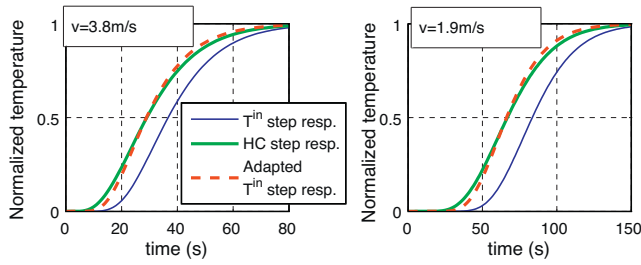 v=3.8m/s
Normalized temperature
1
0.5
0
0 20 40 60 80
time (s)
T^in step resp.
HC step resp.
Adapted
T^in step resp.
v=1.9m/s
Normalized temperature
1
0.5
0
0 50 100 150
time (s)